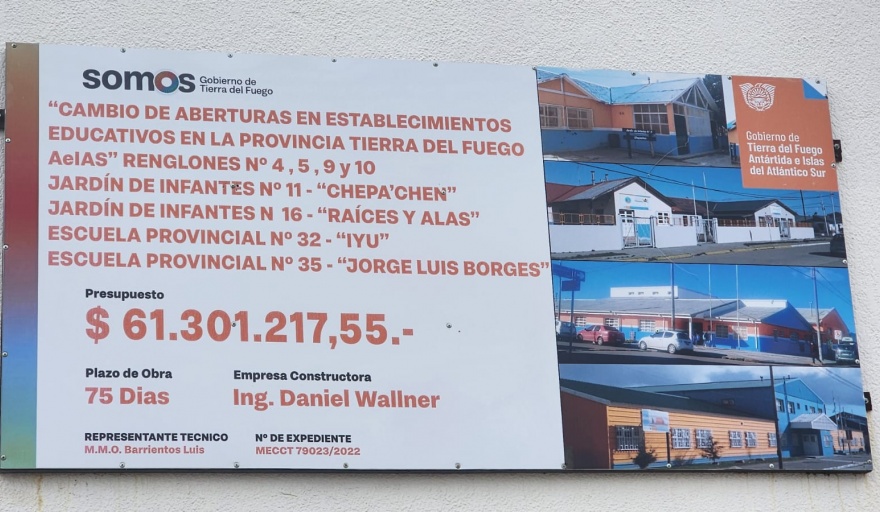 somos Gobierno de
Tierra del Fuego
"CAMBIO DE ABERTURAS EN ESTABLECIMIENTOS
EDUCATIVOS EN LA PROVINCIA TIERRA DEL FUEGO
AeIAS" RENGLONES Nº 4 , 5 , 9 y 10
JARDÍN DE INFANTES Nº 11 - "CHEPA'CHEN"
JARDÍN DE INFANTES N 16 - "RAÍCES Y ALAS"
ESCUELA PROVINCIAL Nº 32 - "IYU"
ESCUELA PROVINCIAL Nº 35 - "JORGE LUIS BORGES"
Presupuesto
$ 61.301.217,55.-
Plazo de Obra
75 Dias
Empresa Constructora
Ing. Daniel Wallner
REPRESENTANTE TECNICO
M.M.O. Barrientos Luis
Nº DE EXPEDIENTE
MECCT 79023/2022
Gobierno de
Tierra del Fuego
Antártida e Islas
del Atlántico Sur